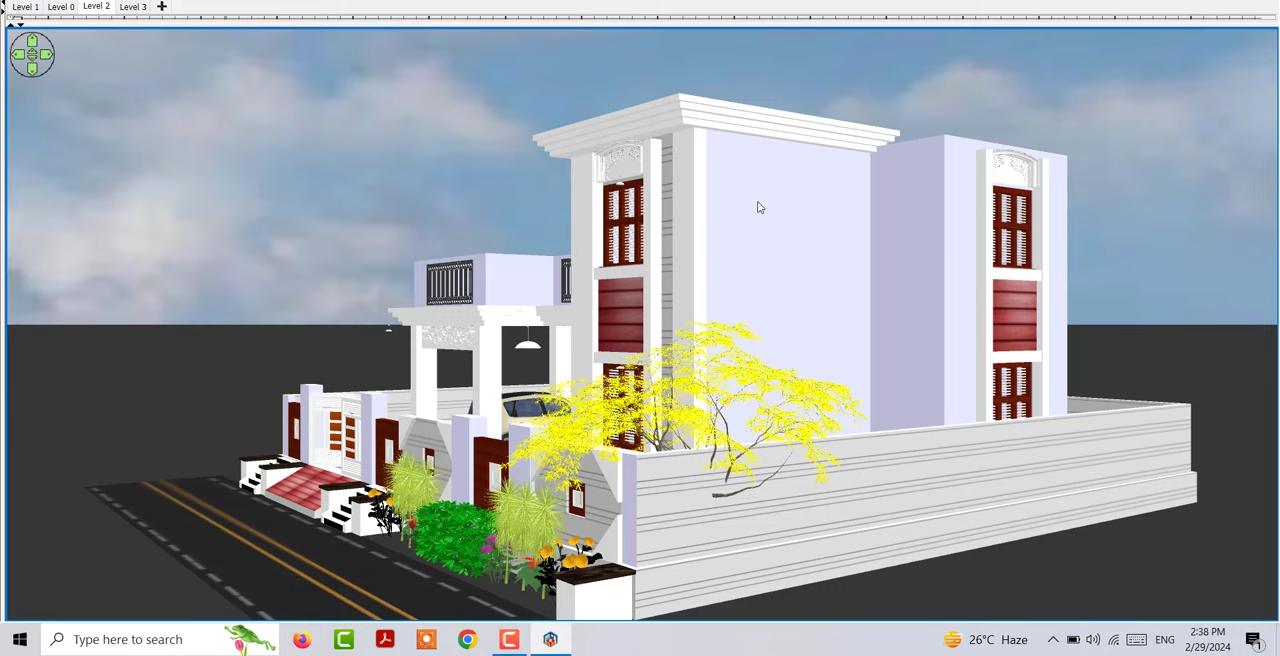 Level 1 Level 0 Level 2 Level 3
Type here to search
26°C Haze
ENG
2:38 PM
2/29/2024
1